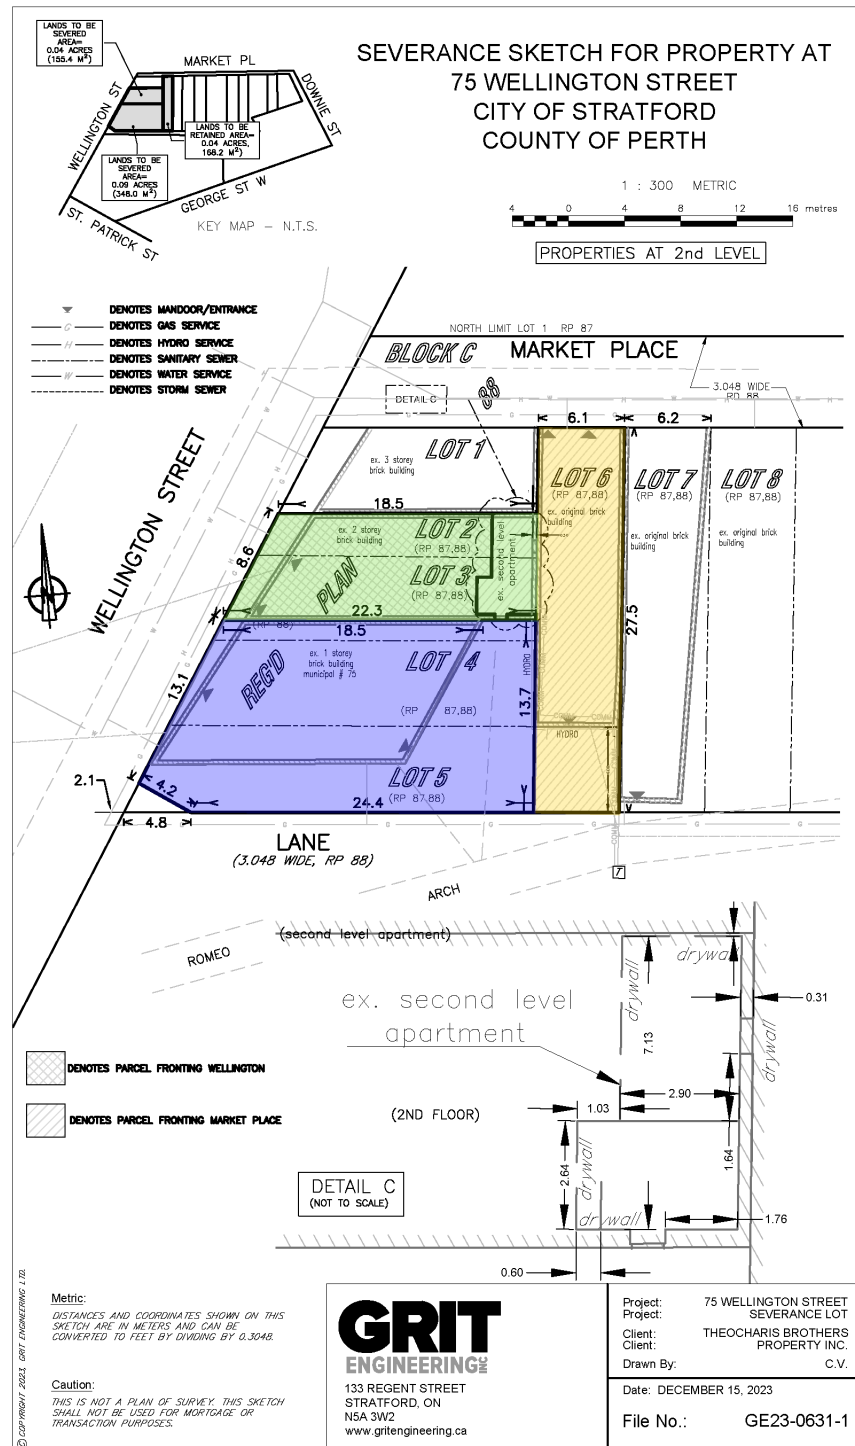 LANDS TO BE
SEVERED
AREA=
0.04 ACRES
(155.4 M²)
MARKET PL
WELLINGTON ST
DOWNIE ST
LANDS TO BE
RETAINED AREA=
0.04 ACRES,
168.2 M²)
LANDS TO BE
SEVERED
AREA=
0.09 ACRES
(348.0 M²)
GEORGE ST W
ST. PATRICK ST
KEY MAP - N.T.S.
SEVERANCE SKETCH FOR PROPERTY AT
75 WELLINGTON STREET
CITY OF STRATFORD
COUNTY OF PERTH
1 : 300 METRIC
4 0 4 8 12 16 metres
PROPERTIES AT 2nd LEVEL
DENOTES MANDOOR/ENTRANCE
G DENOTES GAS SERVICE
H DENOTES HYDRO SERVICE
DENOTES SANITARY SEWER
W DENOTES WATER SERVICE
DENOTES STORM SEWER
NORTH LIMIT LOT 1 RP 87
BLOCK C
MARKET PLACE
3.048 WIDE
RD 88
DETAIL C
88
6.1
6.2
WELLINGTON STREET
LOT 1
ex. 3 storey
brick building
LOT 6
(RP 87,88)
ex. original brick
building
LOT 7
(RP 87,88)
ex. original brick
building
LOT 8
(RP 87,88)
ex. original brick
building
18.5
8.6
ex. 2 storey
brick building
LOT 2
(RP 87,88)
LOT 3
(RP 87,88)
ex. second level
apartment
PLAN
22.3
(RP 88)
18.5
27.5
ex. 1 storey
brick building
municipal # 75
LOT 4
(RP 87,88)
REG'D
HYDRO
13.1
13.7
COMM
COMM
HYDRO
LOT 5
(RP 87,88)
2.1
4.2
24.4
4.8
COMM
T
LANE
(3.048 WIDE, RP 88)
ARCH
ROMEO
(second level apartment)
drywall
drywall
drywall
0.31
ex. second level
apartment
7.13
2.90
1.03
(2ND FLOOR)
2.64
drywall
1.64
drywall
1.76
0.60
DENOTES PARCEL FRONTING WELLINGTON
DENOTES PARCEL FRONTING MARKET PLACE
DETAIL C
(NOT TO SCALE)
© COPYRIGHT 2023, GRIT ENGINEERING LTD.
Metric:
DISTANCES AND COORDINATES SHOWN ON THIS
SKETCH ARE IN METERS AND CAN BE
CONVERTED TO FEET BY DIVIDING BY 0.3048.
Caution:
THIS IS NOT A PLAN OF SURVEY. THIS SKETCH
SHALL NOT BE USED FOR MORTGAGE OR
TRANSACTION PURPOSES.
GRIT
ENGINEERING INC
133 REGENT STREET
STRATFORD, ON
N5A 3W2
www.gritengineering.ca
Project: 75 WELLINGTON STREET
Project: SEVERANCE LOT
Client: THEOCHARIS BROTHERS
Client: PROPERTY INC.
Drawn By: C.V.
Date: DECEMBER 15, 2023
File No.: GE23-0631-1